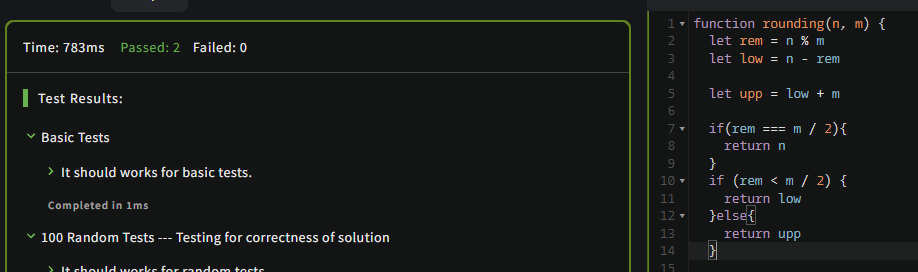 Time: 783ms Passed: 2 Failed: 0
Test Results:
Basic Tests
It should works for basic tests.
Completed in 1ms
100 Random Tests --- Testing for correctness of solution
It should works for random tests
1 function rounding(n, m) {
2 let rem = n % m
3 let low = n - rem
4
5 let upp = low + m
6
7 if(rem === m / 2){
8 return n
9 }
10 if (rem < m / 2) {
11 return low
12 }else{
13 return upp
14 }
15